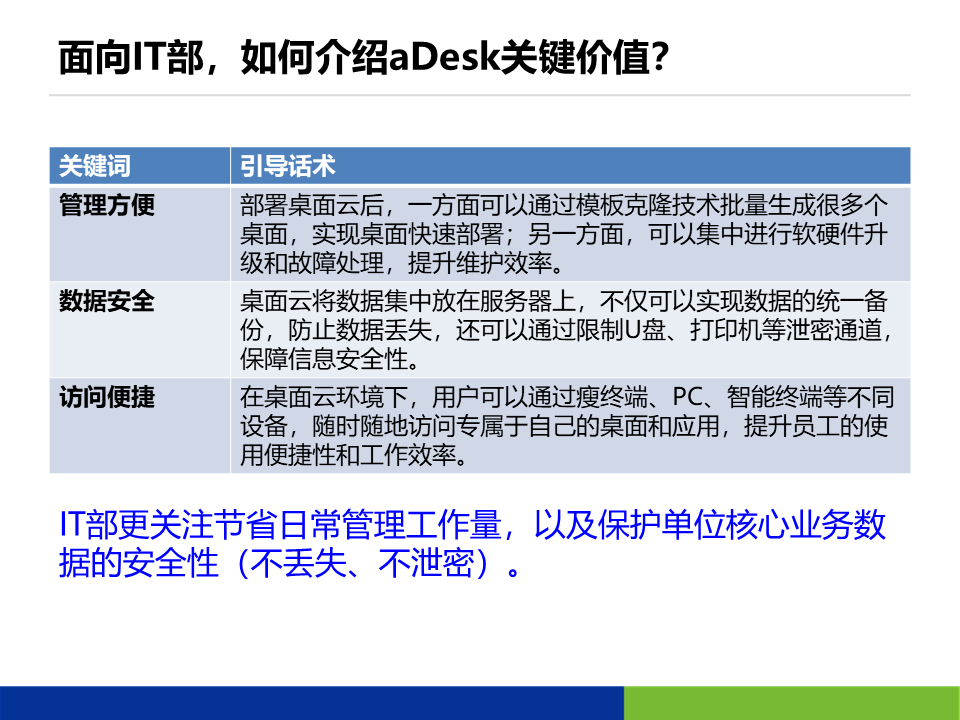 面向IT部，如何介绍aDesk关键价值？
关键词
引导话术
管理方便
部署桌面云后，一方面可以通过模板克隆技术批量生成很多个
桌面，实现桌面快速部署；另一方面，可以集中进行软硬件升
级和故障处理，提升维护效率。
数据安全
桌面云将数据集中放在服务器上，不仅可以实现数据的统一备
份，防止数据丢失，还可以通过限制U盘、打印机等泄密通道，
保障信息安全性。
访问便捷
在桌面云环境下，用户可以通过瘦终端、PC、智能终端等不同
设备，随时随地访问专属于自己的桌面和应用，提升员工的使
用便捷性和工作效率。
IT部更关注节省日常管理工作量，以及保护单位核心业务数
据的安全性（不丢失、不泄密）。